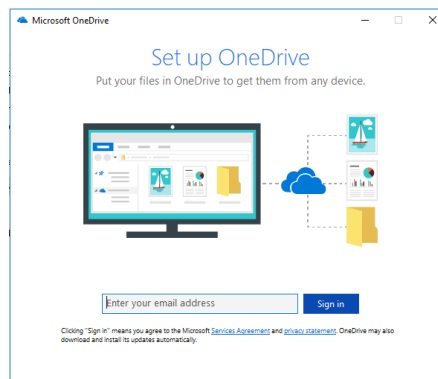 Microsoft OneDrive
Set up OneDrive
Put your files in OneDrive to get them from any device.
Enter your email address
Sign in
Clicking "Sign in" means you agree to the Microsoft Services Agreement and privacy statement. OneDrive may also
download and install its updates automatically.